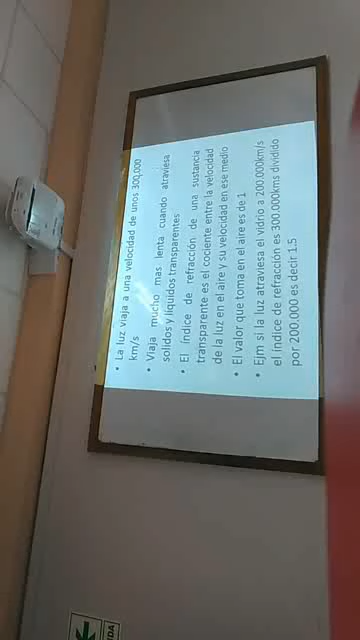 • La luz viaja a una velocidad de unos 300,000
km/s
• Viaja mucho mas lenta cuando atraviesa
solidos y liquidos transparentes
• El índice de refracción de una sustancia
transparente es el cociente entre la velocidad
de la luz en el aire y su velocidad en ese medio
• El valor que toma en el aire es de 1
• Ejm si la luz atraviesa el vidrio a 200.000km/s
el índice de refracción es 300.000kms dividido
por 200.000 es decir 1.5